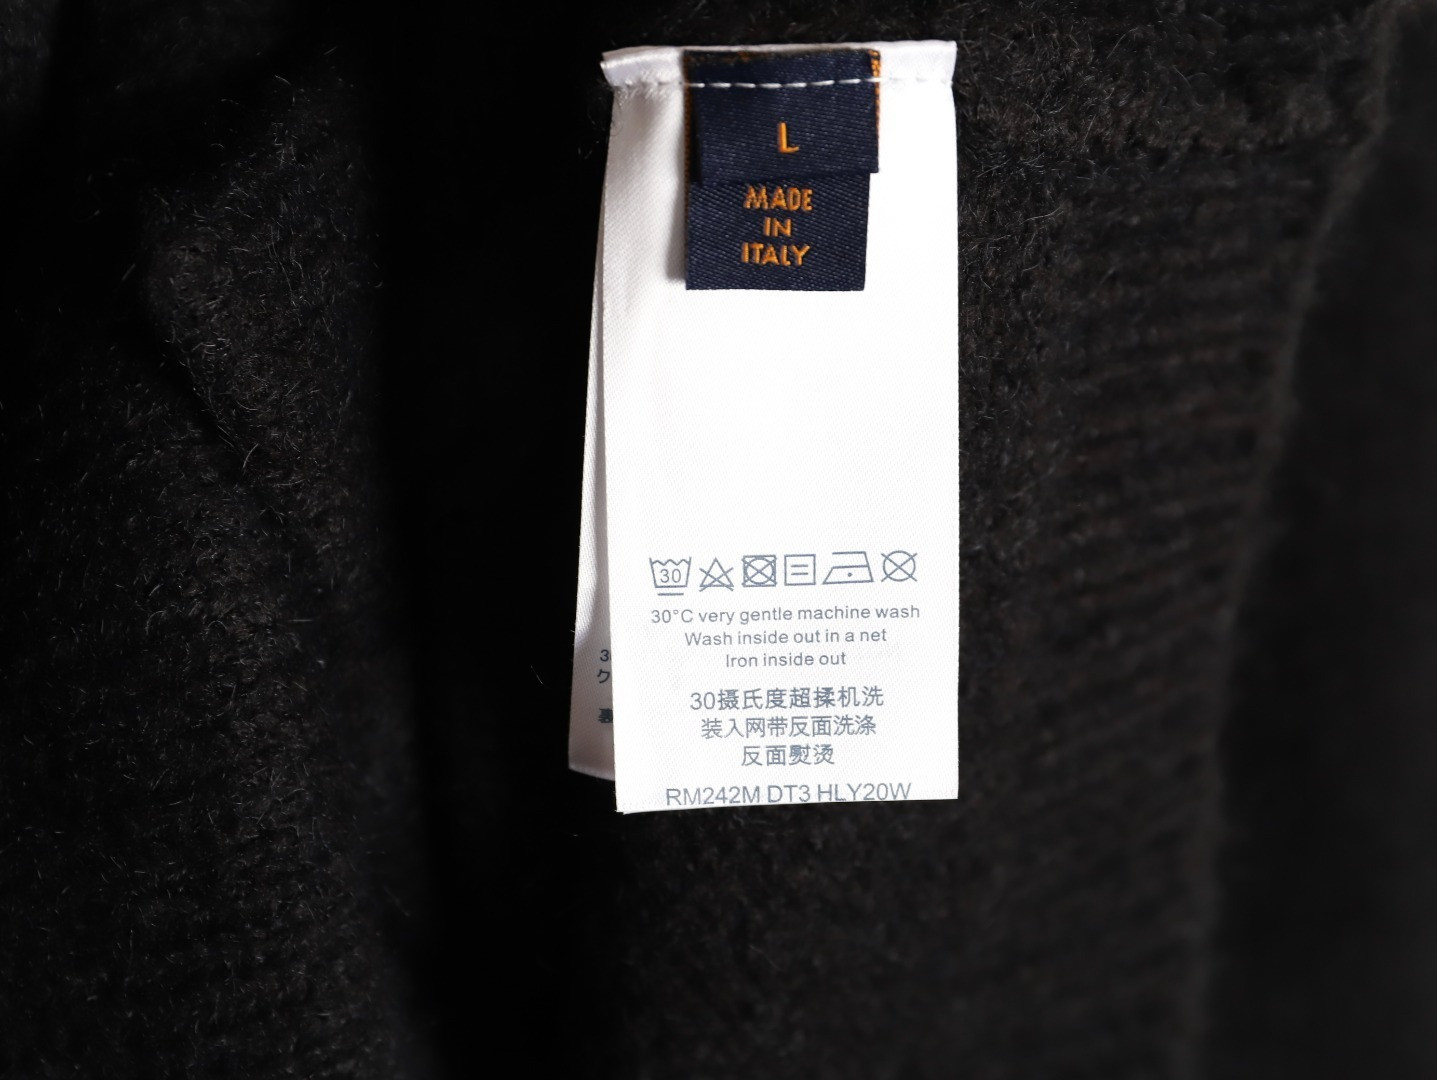 L
MADE
IN
ITALY
30
30°C very gentle machine wash
Wash inside out in a net
Iron inside out
30摄氏度超揉机洗
装入网带反面洗涤
反面熨烫
RM242M DT3 HLY20W